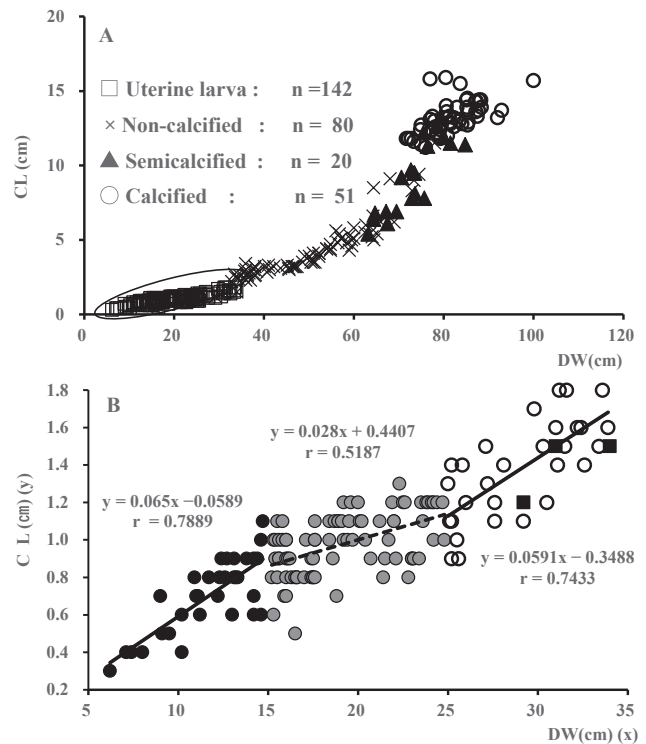 20
A
Uterine larva : n =142
15
Non-calcified : n = 80
CL (cm)
Semicalcified : n = 20
10
Calcified : n = 51
5
0
0 20 40 60 80 100 120
DW(cm)
1.8
B
1.6
y = 0.028x + 0.4407
r = 0.5187
1.4
y = 0.065x −0.0589
r = 0.7889
1.2
C L (cm) (y)
1.0
y = 0.0591x − 0.3488
r = 0.7433
0.8
0.6
0.4
0.2
5 10 15 20 25 30 35
DW(cm) (x)